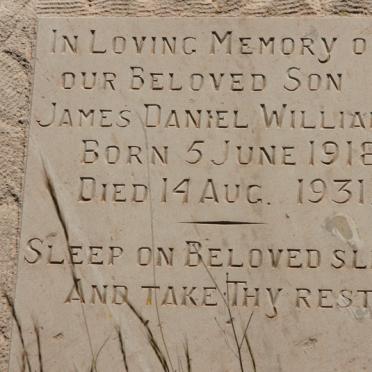 IN LOVING MEMORY O
OUR BELOVED SON
JAMES DANIEL WILLIA
BORN 5 JUNE 1918
DIED 14 AUG. 1931
SLEEP ON BELOVED SL
AND TAKE THY REST